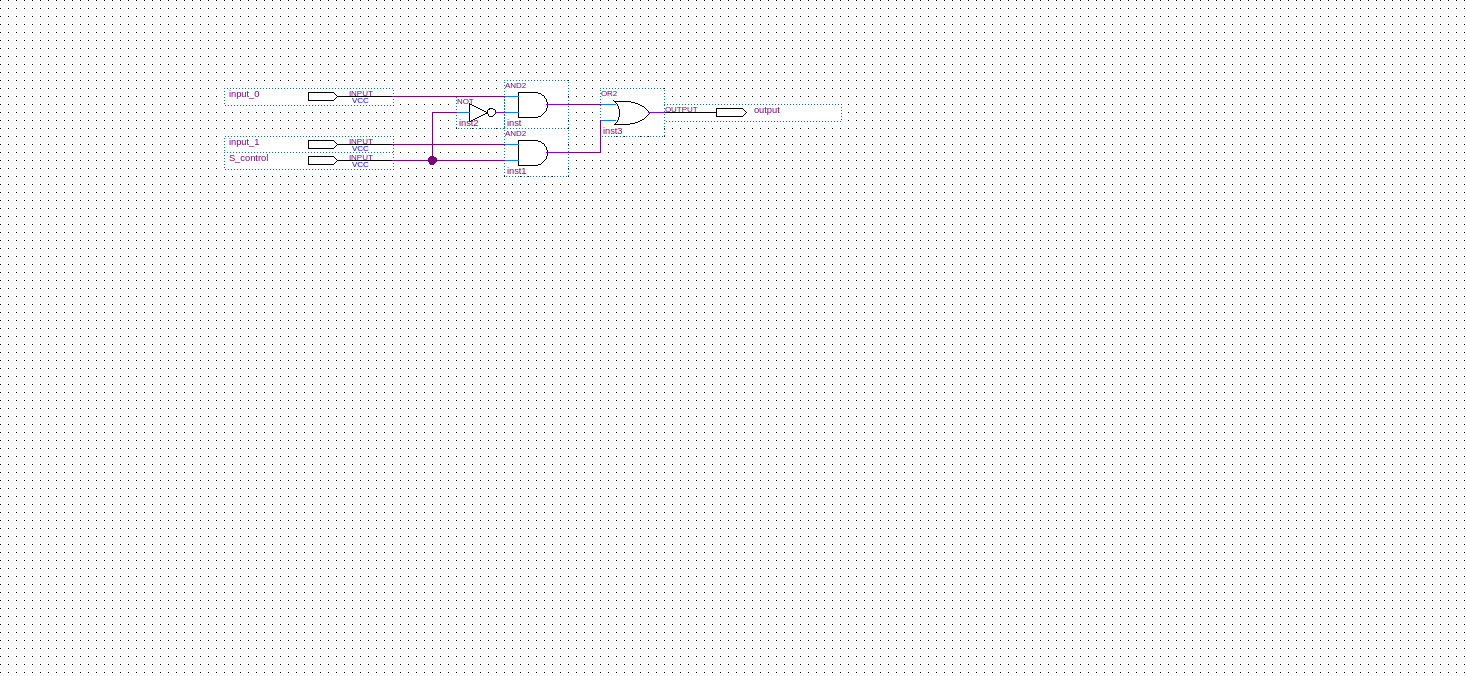 input_0
INPUT
VCC
AND2
OR2
NOT
inst2
inst
OUTPUT
output
input_1
INPUT
VCC
AND2
inst3
S_control
INPUT
VCC
inst1